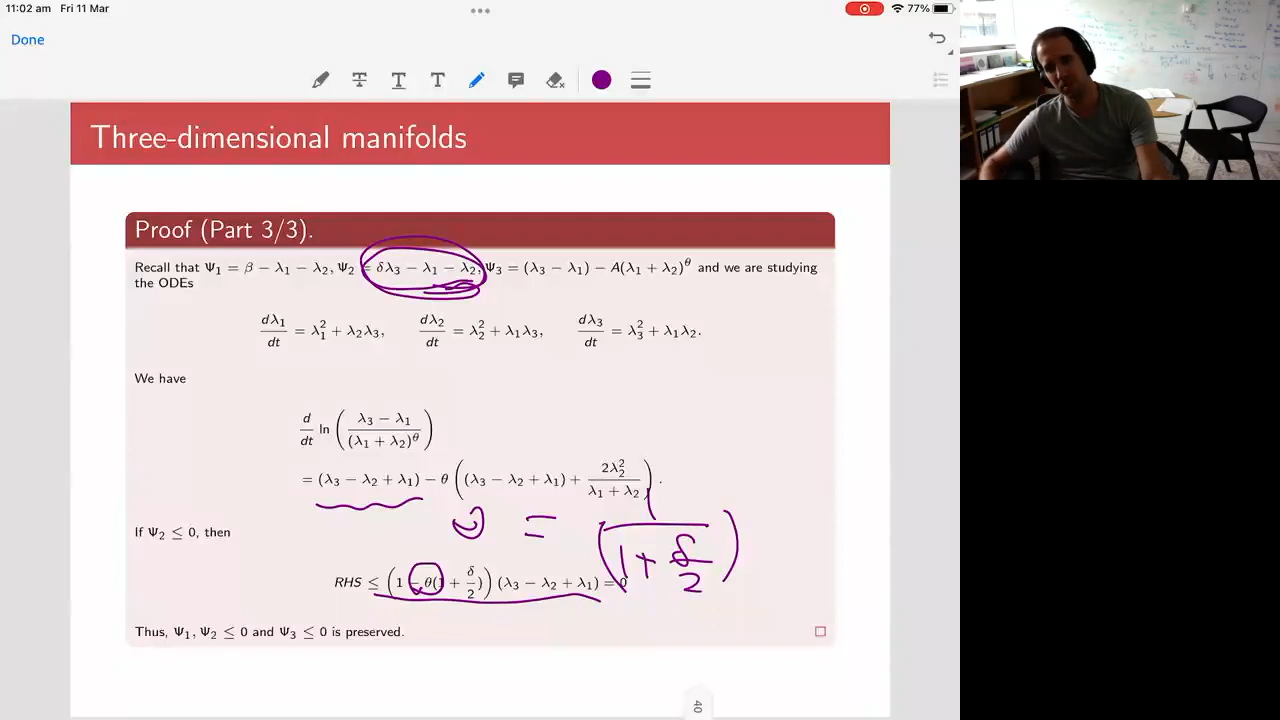 11:02 am Fri 11 Mar
77%
Done
Three-dimensional manifolds
Proof (Part 3/3).
Recall that Ψ₁ = β − λ₁ − λ₂, Ψ₂ = δλ₃ − λ₁ − λ₂, Ψ₃ = (λ₃ − λ₁) − A(λ₁ + λ₂)^θ and we are studying
the ODEs
dλ₁/dt = λ₁² + λ₂λ₃, dλ₂/dt = λ₂² + λ₁λ₃, dλ₃/dt = λ₃² + λ₁λ₂.
We have
d/dt ln ( (λ₃ − λ₁)/(λ₁ + λ₂)^θ )
= (λ₃ − λ₂ + λ₁) − θ ( (λ₃ − λ₂ + λ₁) + 2λ₂²/(λ₁ + λ₂) ) .
θ = 1/(1 + δ/2)
If Ψ₂ ≤ 0, then
RHS ≤ ( 1 − θ(1 + δ/2) ) (λ₃ − λ₂ + λ₁) = 0
Thus, Ψ₁, Ψ₂ ≤ 0 and Ψ₃ ≤ 0 is preserved.
40